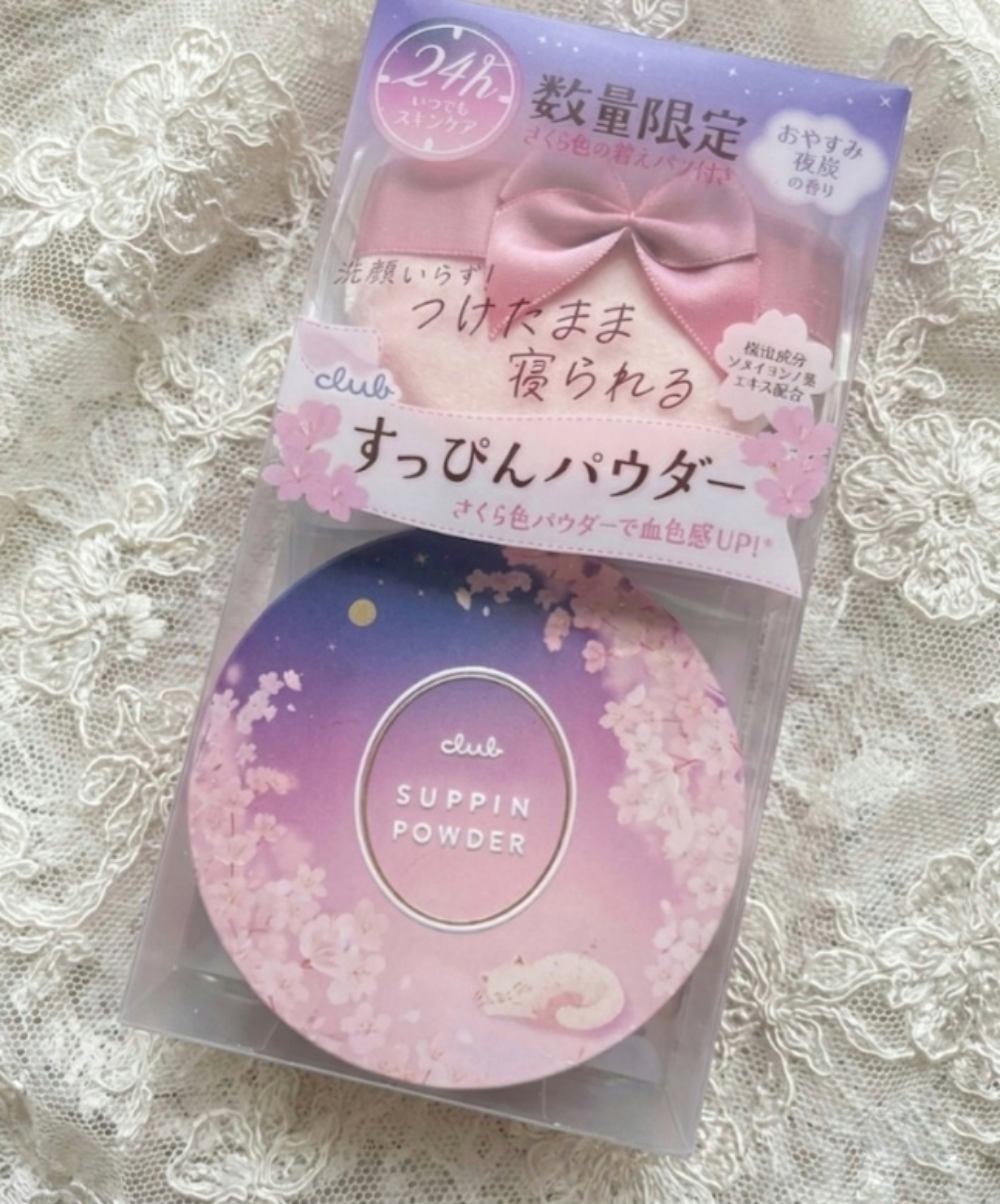 24h
いつでも
スキンケア
数量限定
さくら色の着えパフ付き
おやすみ
夜炭
の香り
洗顔いらず!
つけたまま
寝られる
成分
ソメイヨシノ葉
エキス配合
club
すっぴんパウダー
さくら色パウダーで血色感UP!*
club
SUPPIN
POWDER